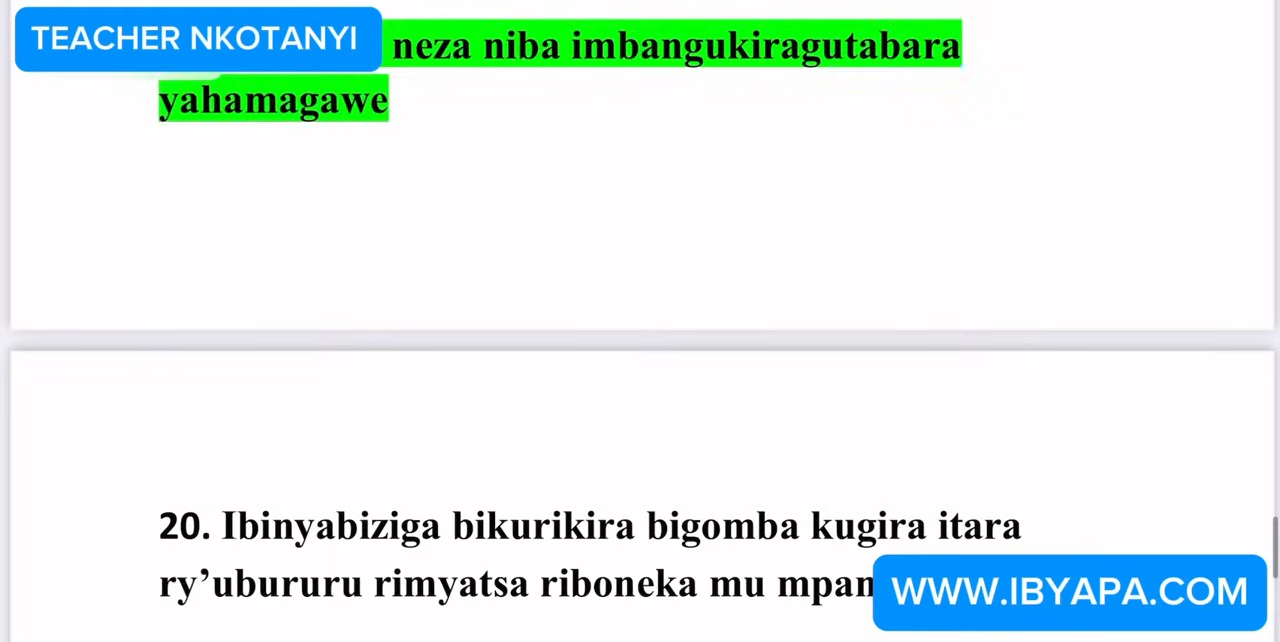 TEACHER NKOTANYI neza niba imbangukiragutabara
yahamagawe
20. Ibinyabiziga bikurikira bigomba kugira itara
ry’ubururu rimyatsa riboneka mu
WWW.IBYAPA.COM